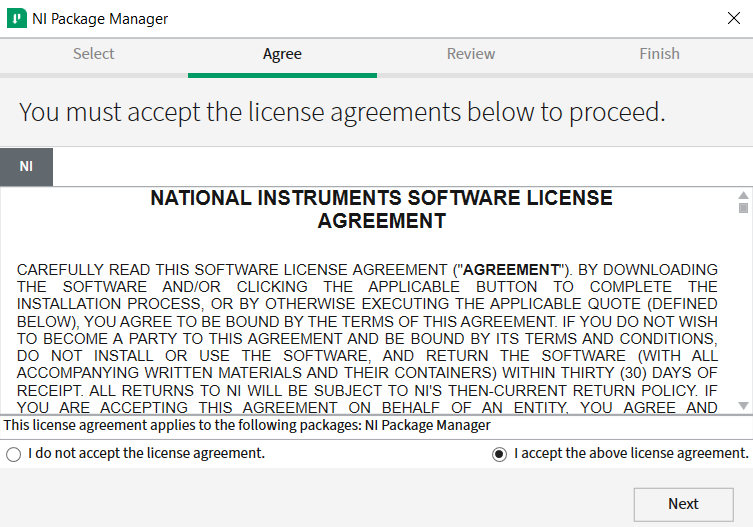 NI Package Manager
Select Agree Review Finish
You must accept the license agreements below to proceed.
NI
NATIONAL INSTRUMENTS SOFTWARE LICENSE
AGREEMENT
CAREFULLY READ THIS SOFTWARE LICENSE AGREEMENT ("AGREEMENT"). BY DOWNLOADING
THE SOFTWARE AND/OR CLICKING THE APPLICABLE BUTTON TO COMPLETE THE
INSTALLATION PROCESS, OR BY OTHERWISE EXECUTING THE APPLICABLE QUOTE (DEFINED
BELOW), YOU AGREE TO BE BOUND BY THE TERMS OF THIS AGREEMENT. IF YOU DO NOT WISH
TO BECOME A PARTY TO THIS AGREEMENT AND BE BOUND BY ITS TERMS AND CONDITIONS,
DO NOT INSTALL OR USE THE SOFTWARE, AND RETURN THE SOFTWARE (WITH ALL
ACCOMPANYING WRITTEN MATERIALS AND THEIR CONTAINERS) WITHIN THIRTY (30) DAYS OF
RECEIPT. ALL RETURNS TO NI WILL BE SUBJECT TO NI'S THEN-CURRENT RETURN POLICY. IF
YOU ARE ACCEPTING THIS AGREEMENT ON BEHALF OF AN ENTITY, YOU AGREE AND
This license agreement applies to the following packages: NI Package Manager
I do not accept the license agreement. I accept the above license agreement.
Next